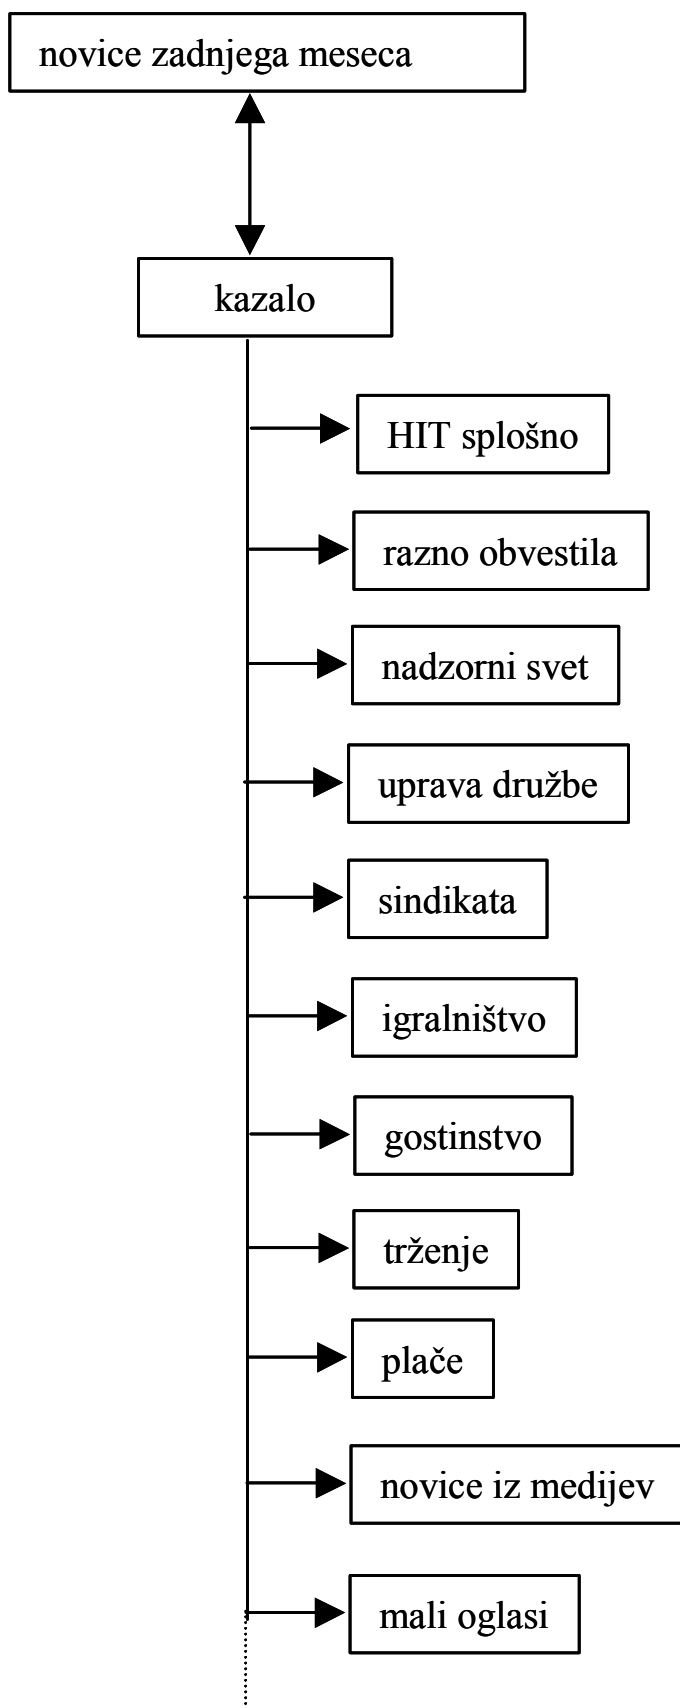 novice zadnjega meseca
kazalo
HIT splošno
razno obvestila
nadzorni svet
uprava družbe
sindikata
igralništvo
gostinstvo
trženje
plače
novice iz medijev
mali oglasi